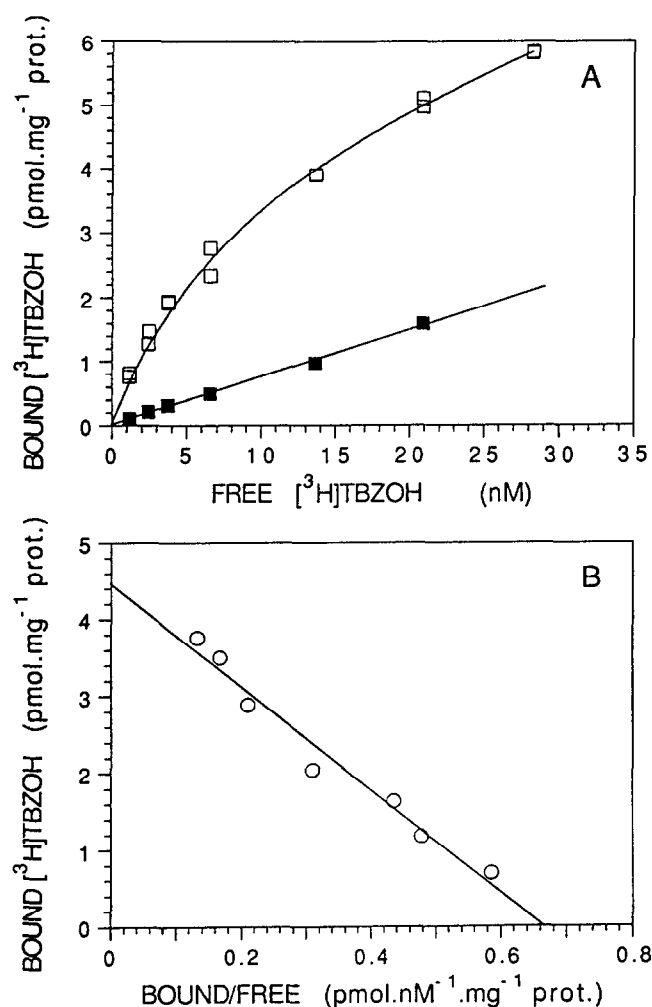 A
BOUND [³H]TBZOH (pmol.mg⁻¹ prot.)
6
5
4
3
2
1
0
0 5 10 15 20 25 30 35
FREE [³H]TBZOH (nM)
B
BOUND [³H]TBZOH (pmol.mg⁻¹ prot.)
5
4
3
2
1
0
0 0.2 0.4 0.6 0.8
BOUND/FREE (pmol.nM⁻¹.mg⁻¹ prot.)